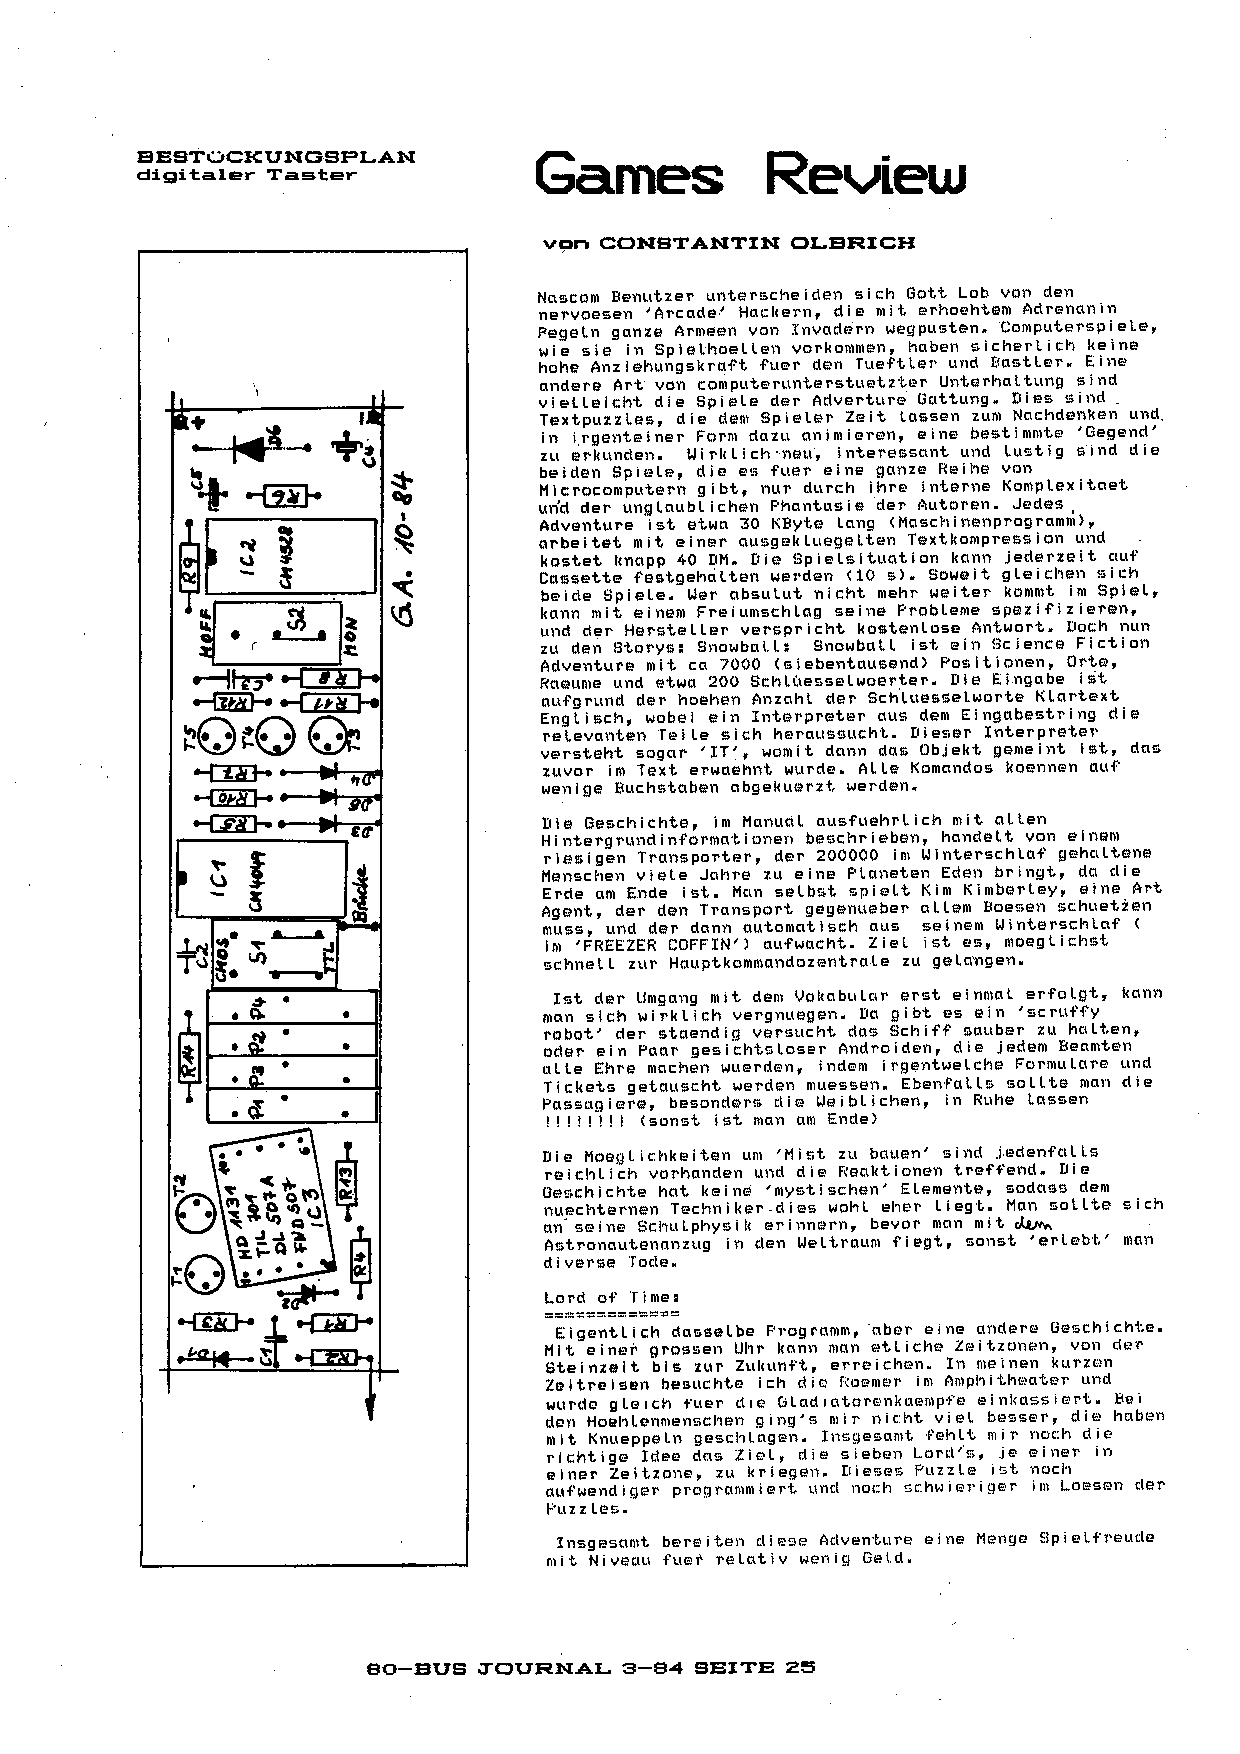 BESTÜCKUNGSPLAN
digitaler Taster
+
-
D6
C4
C5
R6
G.A. 10-84
R9
IC2
CM4528
MOFF
S2
MON
C3
R8
R12
R11
T5
T4
T3
R7
D4
R10
D5
R5
D3
IC1
CM4049
Brücke
C2
CMOS
S1
TTL
P4
R14
P2
P3
P1
T2
HD 1131
TIL 701
DL 507A
FND 507
IC3
R13
T1
R4
D2
R3
R1
D1
C1
R2
Games Review
von CONSTANTIN OLBRICH
Nascom Benutzer unterscheiden sich Gott Lob von den
nervoesen 'Arcade' Hackern, die mit erhoehtem Adrenanin
Pegeln ganze Armeen von Invadern wegpusten. Computerspiele,
wie sie in Spielhoellen vorkommen, haben sicherlich keine
hohe Anziehungskraft fuer den Tueftler und Bastler. Eine
andere Art von computerunterstuetzter Unterhaltung sind
vielleicht die Spiele der Adverture Gattung. Dies sind
Textpuzzles, die dem Spieler Zeit lassen zum Nachdenken und
in irgenteiner Form dazu animieren, eine bestimmte 'Gegend'
zu erkunden.  Wirklich neu, interessant und lustig sind die
beiden Spiele, die es fuer eine ganze Reihe von
Microcomputern gibt, nur durch ihre interne Komplexitaet
und der unglaublichen Phantasie der Autoren. Jedes
Adventure ist etwa 30 KByte lang (Maschinenprogramm),
arbeitet mit einer ausgekluegelten Textkompression und
kostet knapp 40 DM. Die Spielsituation kann jederzeit auf
Cassette festgehalten werden (10 s). Soweit gleichen sich
beide Spiele. Wer absulut nicht mehr weiter kommt im Spiel,
kann mit einem Freiumschlag seine Probleme spezifizieren,
und der Hersteller verspricht kostenlose Antwort. Doch nun
zu den Storys: Snowball:  Snowball ist ein Science Fiction
Adventure mit ca 7000 (siebentausend) Positionen, Orte,
Raeume und etwa 200 Schluesselwoerter. Die Eingabe ist
aufgrund der hoehen Anzahl der Schluesselworte Klartext
Englisch, wobei ein Interpreter aus dem Eingabestring die
relevanten Teile sich heraussucht. Dieser Interpreter
versteht sogar 'IT', womit dann das Objekt gemeint ist, das
zuvor im Text erwaehnt wurde. Alle Komandos koennen auf
wenige Buchstaben abgekuerzt werden.
Die Geschichte, im Manual ausfuehrlich mit allen
Hintergrundinformationen beschrieben, handelt von einem
riesigen Transporter, der 200000 im Winterschlaf gehaltene
Menschen viele Jahre zu eine Planeten Eden bringt, da die
Erde am Ende ist. Man selbst spielt Kim Kimberley, eine Art
Agent, der den Transport gegenueber allem Boesen schuetzen
muss, und der dann automatisch aus  seinem Winterschlaf (
im 'FREEZER COFFIN') aufwacht. Ziel ist es, moeglichst
schnell zur Hauptkommandozentrale zu gelangen.
Ist der Umgang mit dem Vokabular erst einmal erfolgt, kann
man sich wirklich vergnuegen. Da gibt es ein 'scruffy
robot' der staendig versucht das Schiff sauber zu halten,
oder ein Paar gesichtsloser Androiden, die jedem Beamten
alle Ehre machen wuerden, indem irgentwelche Formulare und
Tickets getauscht werden muessen. Ebenfalls sollte man die
Passagiere, besonders die Weiblichen, in Ruhe lassen
!!!!!!!! (sonst ist man am Ende)
Die Moeglichkeiten um 'Mist zu bauen' sind jedenfalls
reichlich vorhanden und die Reaktionen treffend. Die
Geschichte hat keine 'mystischen' Elemente, sodass dem
nuechternen Techniker dies wohl eher liegt. Man sollte sich
an seine Schulphysik erinnern, bevor man mit dem
Astronautenanzug in den Weltraum fiegt, sonst 'erlebt' man
diverse Tode.
Lord of Time:
=============
Eigentlich dasselbe Programm, aber eine andere Geschichte.
Mit einer grossen Uhr kann man etliche Zeitzonen, von der
Steinzeit bis zur Zukunft, erreichen. In meinen kurzen
Zeitreisen besuchte ich die Roemer im Amphitheater und
wurde gleich fuer die Gladiatorenkaempfe einkassiert. Bei
den Hoehlenmenschen ging's mir nicht viel besser, die haben
mit Knueppeln geschlagen. Insgesamt fehlt mir noch die
richtige Idee das Ziel, die sieben Lord's, je einer in
einer Zeitzone, zu kriegen. Dieses Puzzle ist noch
aufwendiger programmiert und noch schwieriger im Loesen der
Puzzles.
Insgesamt bereiten diese Adventure eine Menge Spielfreude
mit Niveau fuer relativ wenig Geld.
80-BUS JOURNAL 3-84 SEITE 25